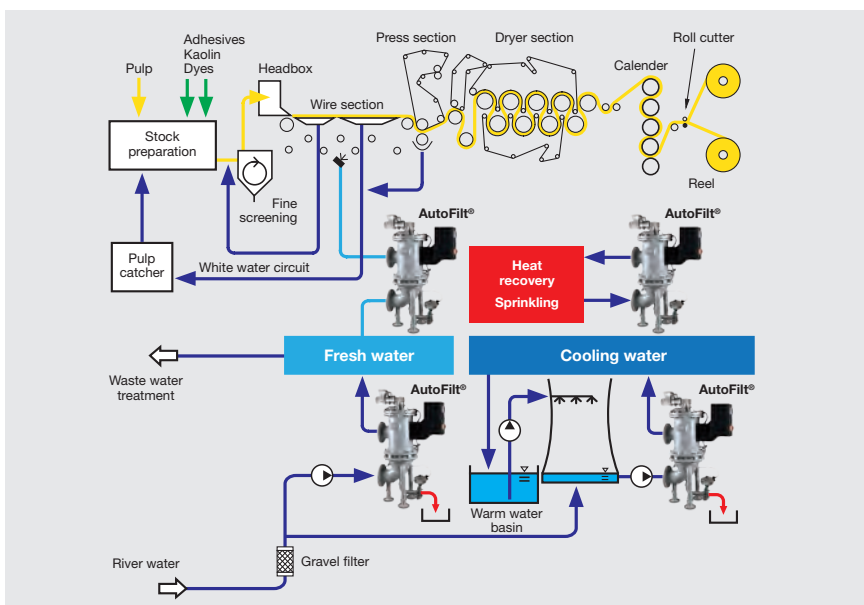 Press section
Dryer section
Roll cutter
Adhesives
Kaolin
Dyes
Pulp
Headbox
Calender
Wire section
Stock
preparation
Reel
Fine
screening
AutoFilt®
AutoFilt®
Pulp
catcher
White water circuit
Heat
recovery
Sprinkling
Fresh water
Cooling water
Waste water
treatment
AutoFilt®
AutoFilt®
Warm water
basin
Gravel filter
River water